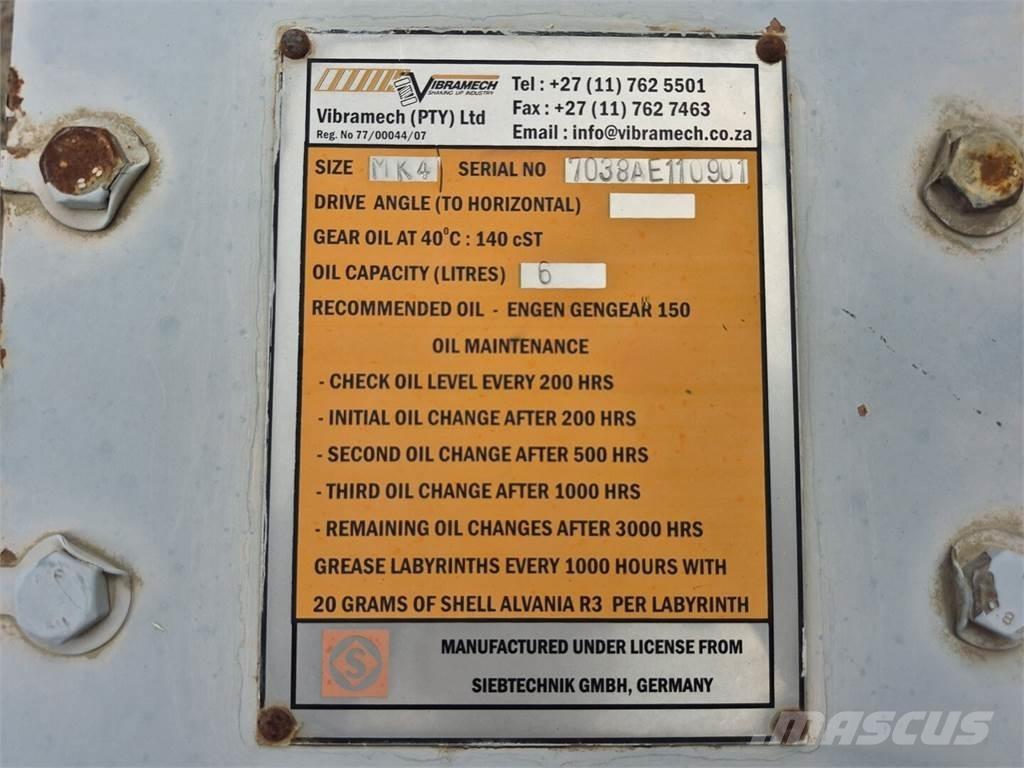 VIBRAMECH
SHAKING UP INDUSTRY
Vibramech (PTY) Ltd
Reg. No 77/00044/07
Tel : +27 (11) 762 5501
Fax : +27 (11) 762 7463
Email : info@vibramech.co.za
SIZE MK4 SERIAL NO 7038AE110901
DRIVE ANGLE (TO HORIZONTAL)
GEAR OIL AT 40°C : 140 cST
OIL CAPACITY (LITRES) 6
RECOMMENDED OIL - ENGEN GENGEAR 150
OIL MAINTENANCE
- CHECK OIL LEVEL EVERY 200 HRS
- INITIAL OIL CHANGE AFTER 200 HRS
- SECOND OIL CHANGE AFTER 500 HRS
- THIRD OIL CHANGE AFTER 1000 HRS
- REMAINING OIL CHANGES AFTER 3000 HRS
GREASE LABYRINTHS EVERY 1000 HOURS WITH
20 GRAMS OF SHELL ALVANIA R3 PER LABYRINTH
S
MANUFACTURED UNDER LICENSE FROM
SIEBTECHNIK GMBH, GERMANY
MASCUS